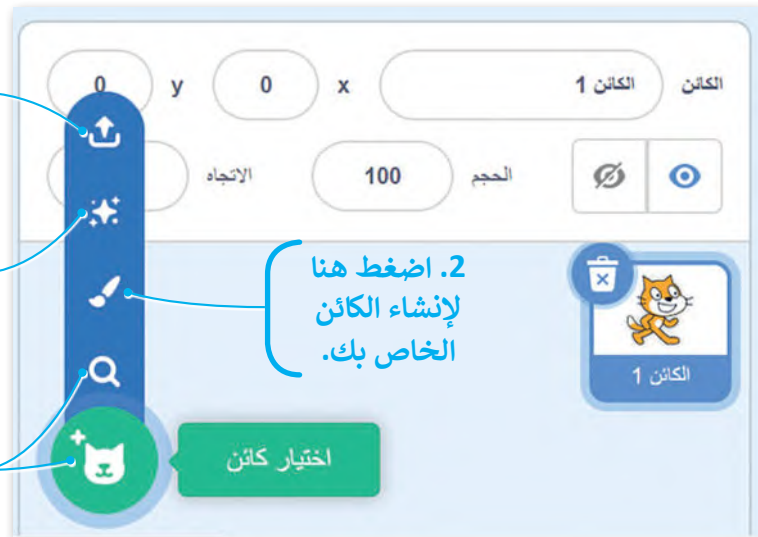 الكائن الكائن 1 x 0 y 0
الحجم 100 الاتجاه
2. اضغط هنا
لإنشاء الكائن
الخاص بك.
الكائن 1
اختيار كائن